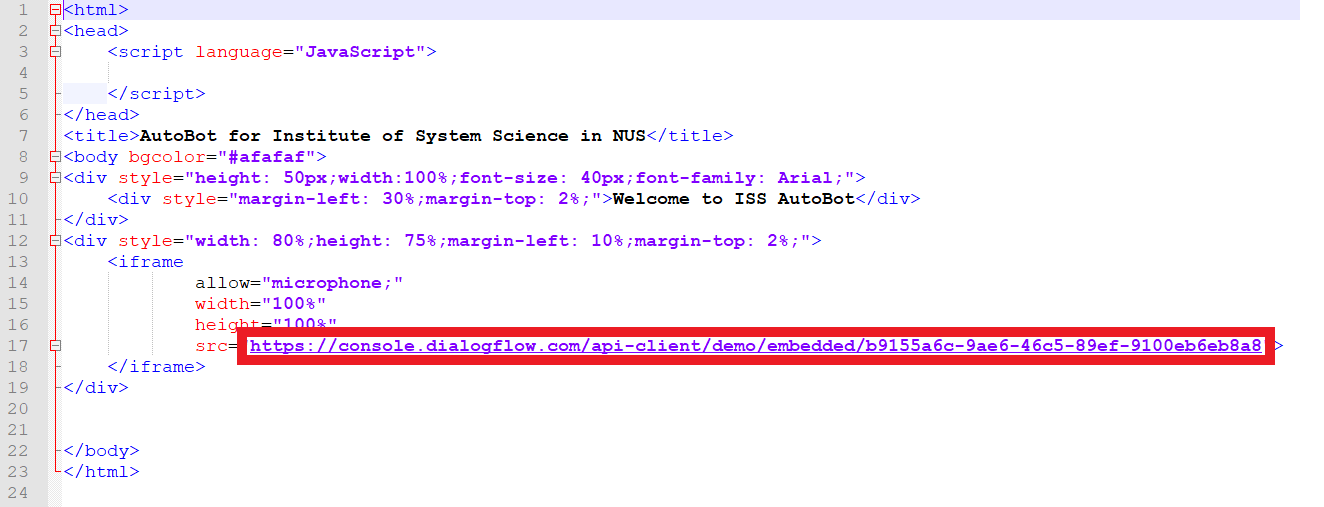 1 <html>
2 <head>
3 <script language="JavaScript">
4
5 </script>
6 </head>
7 <title>AutoBot for Institute of System Science in NUS</title>
8 <body bgcolor="#afafaf">
9 <div style="height: 50px;width:100%;font-size: 40px;font-family: Arial;">
10 <div style="margin-left: 30%;margin-top: 2%;">Welcome to ISS AutoBot</div>
11 </div>
12 <div style="width: 80%;height: 75%;margin-left: 10%;margin-top: 2%;">
13 <iframe
14 allow="microphone;"
15 width="100%"
16 height="100%"
17 src= https://console.dialogflow.com/api-client/demo/embedded/b9155a6c-9ae6-46c5-89ef-9100eb6eb8a8 >
18 </iframe>
19 </div>
20
21
22 </body>
23 </html>
24